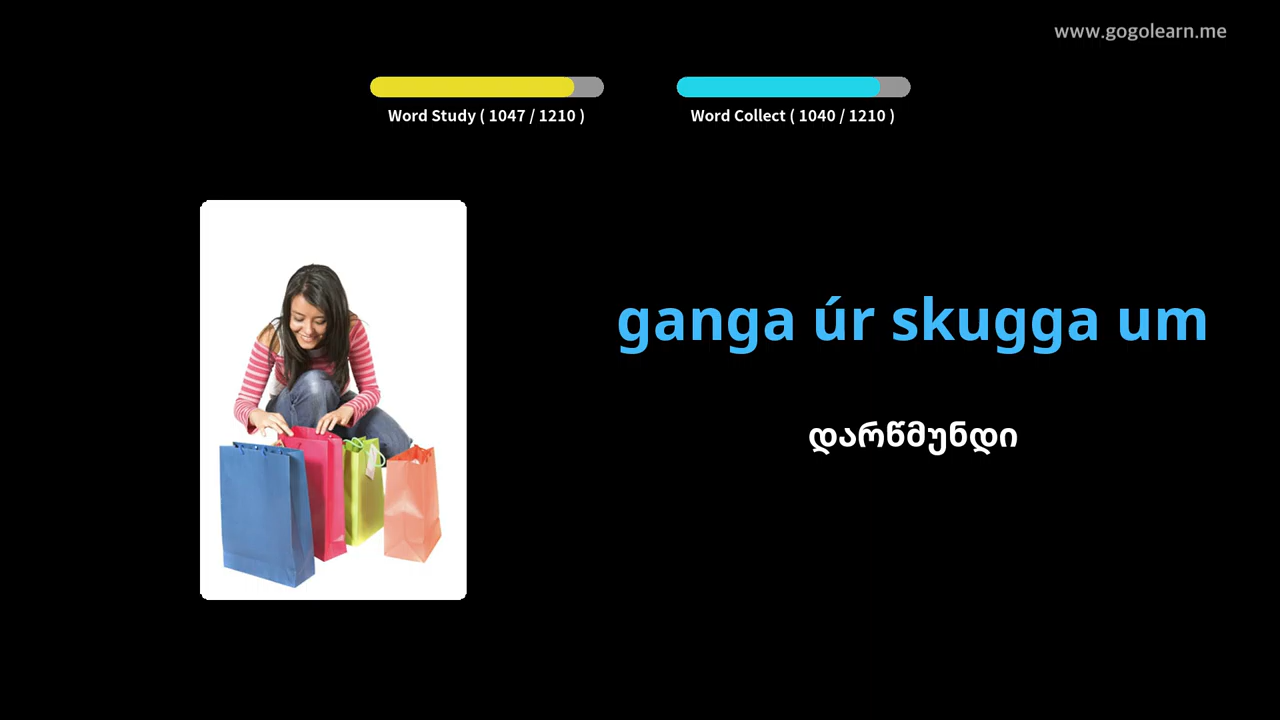 www.gogolearn.me
Word Study ( 1047 / 1210 )
Word Collect ( 1040 / 1210 )
ganga úr skugga um
დარწმუნდი